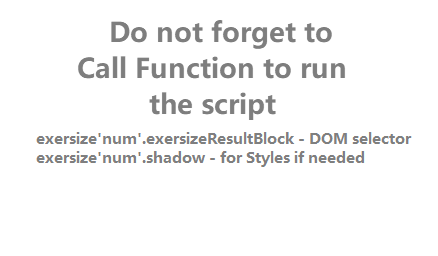 Do not forget to
Call Function to run
the script
exersize'num'.exersizeResultBlock - DOM selector
exersize'num'.shadow - for Styles if needed